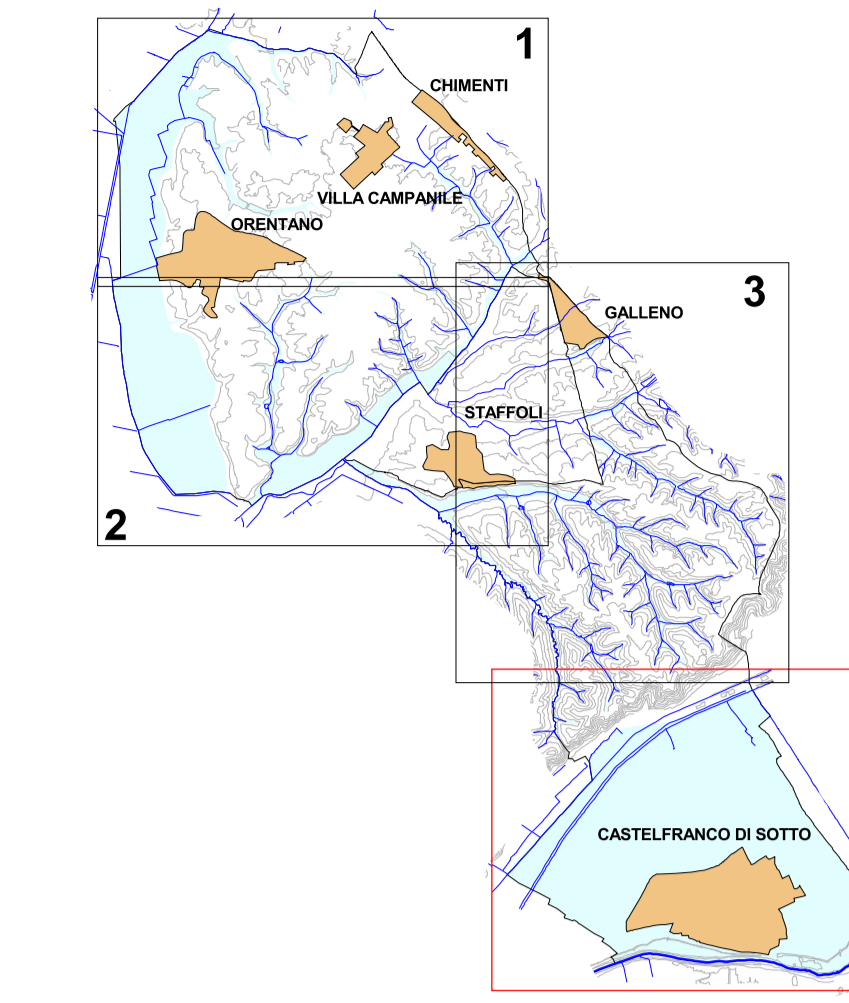 1
CHIMENTI
VILLA CAMPANILE
ORENTANO
3
GALLENO
STAFFOLI
2
CASTELFRANCO DI SOTTO